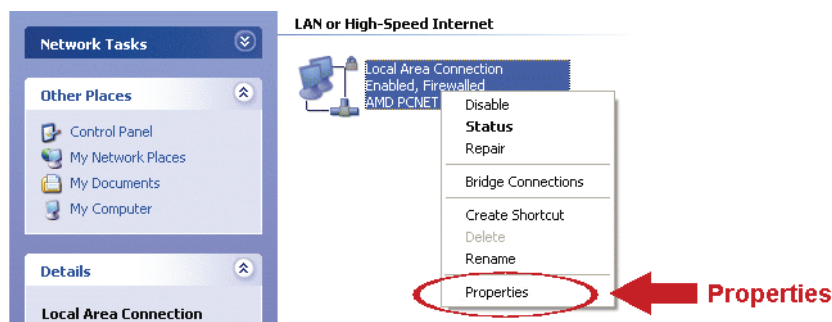 LAN or High-Speed Internet
Network Tasks
Other Places
Control Panel
My Network Places
My Documents
My Computer
Details
Local Area Connection
Local Area Connection
Enabled, Firewalled
AMD PCNET
Disable
Status
Repair
Bridge Connections
Create Shortcut
Delete
Rename
Properties
Properties